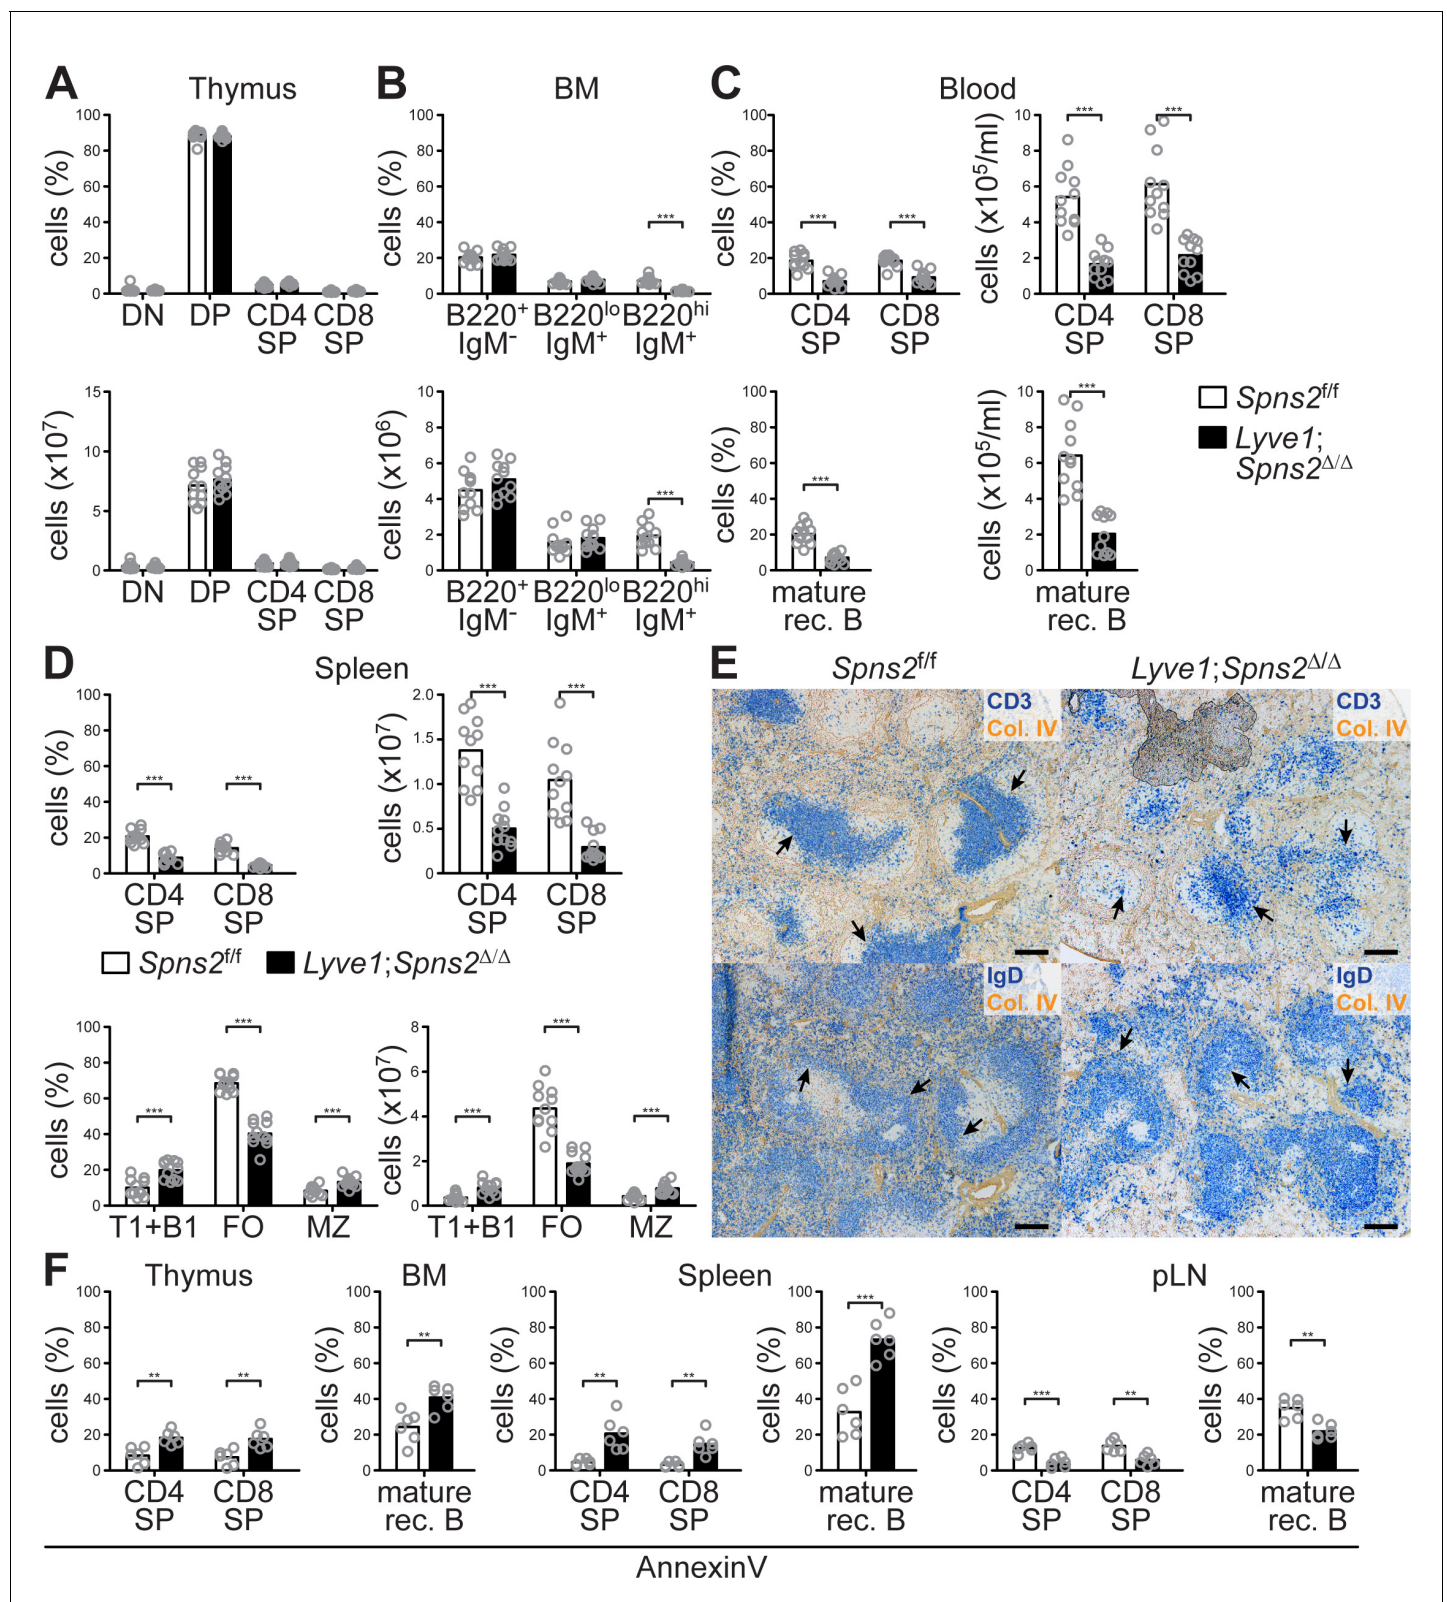 A Thymus
B BM
C Blood
cells (%)
100
80
60
40
20
0
DN DP CD4 SP CD8 SP
cells (%)
100
80
60
40
20
0
***
B220+ IgM- B220lo IgM+ B220hi IgM+
cells (%)
100
80
60
40
20
0
*** ***
CD4 SP CD8 SP
cells (x10^5/ml)
10
8
6
4
2
0
*** ***
CD4 SP CD8 SP
cells (x10^7)
15
10
5
0
DN DP CD4 SP CD8 SP
cells (x10^6)
10
8
6
4
2
0
***
B220+ IgM- B220lo IgM+ B220hi IgM+
cells (%)
100
80
60
40
20
0
***
mature
rec. B
cells (x10^5/ml)
10
8
6
4
2
0
***
mature
rec. B
Spns2f/f
Lyve1;
Spns2Δ/Δ
D Spleen
cells (%)
100
80
60
40
20
0
*** ***
CD4 SP CD8 SP
cells (x10^7)
2.0
1.5
1.0
0.5
0
*** ***
CD4 SP CD8 SP
Spns2f/f Lyve1;Spns2Δ/Δ
cells (%)
100
80
60
40
20
0
*** *** ***
T1+B1 FO MZ
cells (x10^7)
8
6
4
2
0
*** *** ***
T1+B1 FO MZ
E Spns2f/f Lyve1;Spns2Δ/Δ
CD3
Col. IV
CD3
Col. IV
IgD
Col. IV
IgD
Col. IV
F Thymus BM Spleen pLN
cells (%)
100
80
60
40
20
0
** **
CD4 SP CD8 SP
cells (%)
100
80
60
40
20
0
**
mature
rec. B
cells (%)
100
80
60
40
20
0
** **
CD4 SP CD8 SP
cells (%)
100
80
60
40
20
0
***
mature
rec. B
cells (%)
100
80
60
40
20
0
*** **
CD4 SP CD8 SP
cells (%)
100
80
60
40
20
0
**
mature
rec. B
AnnexinV